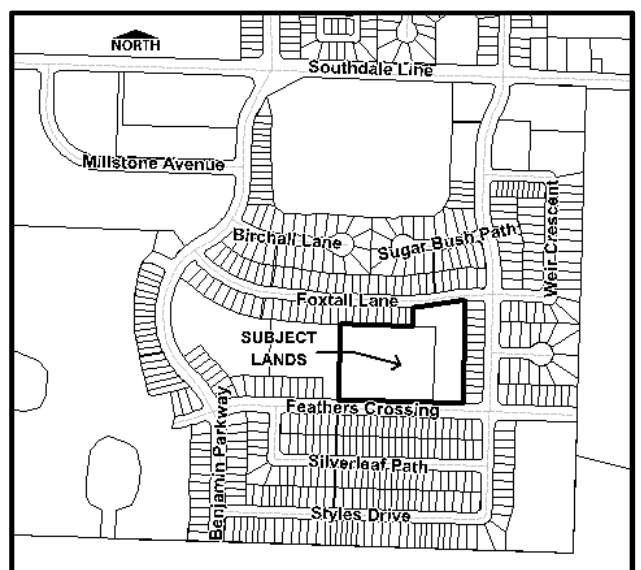 NORTH
Southdale Line
Millstone Avenue
Birchall Lane
Sugar Bush Path
Weir Crescent
Foxtail Lane
SUBJECT
LANDS
Feathers Crossing
Benjamin Parkway
Silverleaf Path
Styles Drive